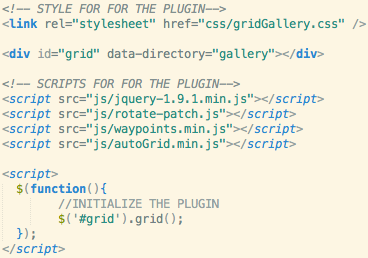 <!-- STYLE FOR FOR THE PLUGIN-->
<link rel="stylesheet" href="css/gridGallery.css" />
<div id="grid" data-directory="gallery"></div>
<!-- SCRIPTS FOR FOR THE PLUGIN-->
<script src="js/jquery-1.9.1.min.js"></script>
<script src="js/rotate-patch.js"></script>
<script src="js/waypoints.min.js"></script>
<script src="js/autoGrid.min.js"></script>
<script>
$(function(){
//INITIALIZE THE PLUGIN
$('#grid').grid();
});
</script>